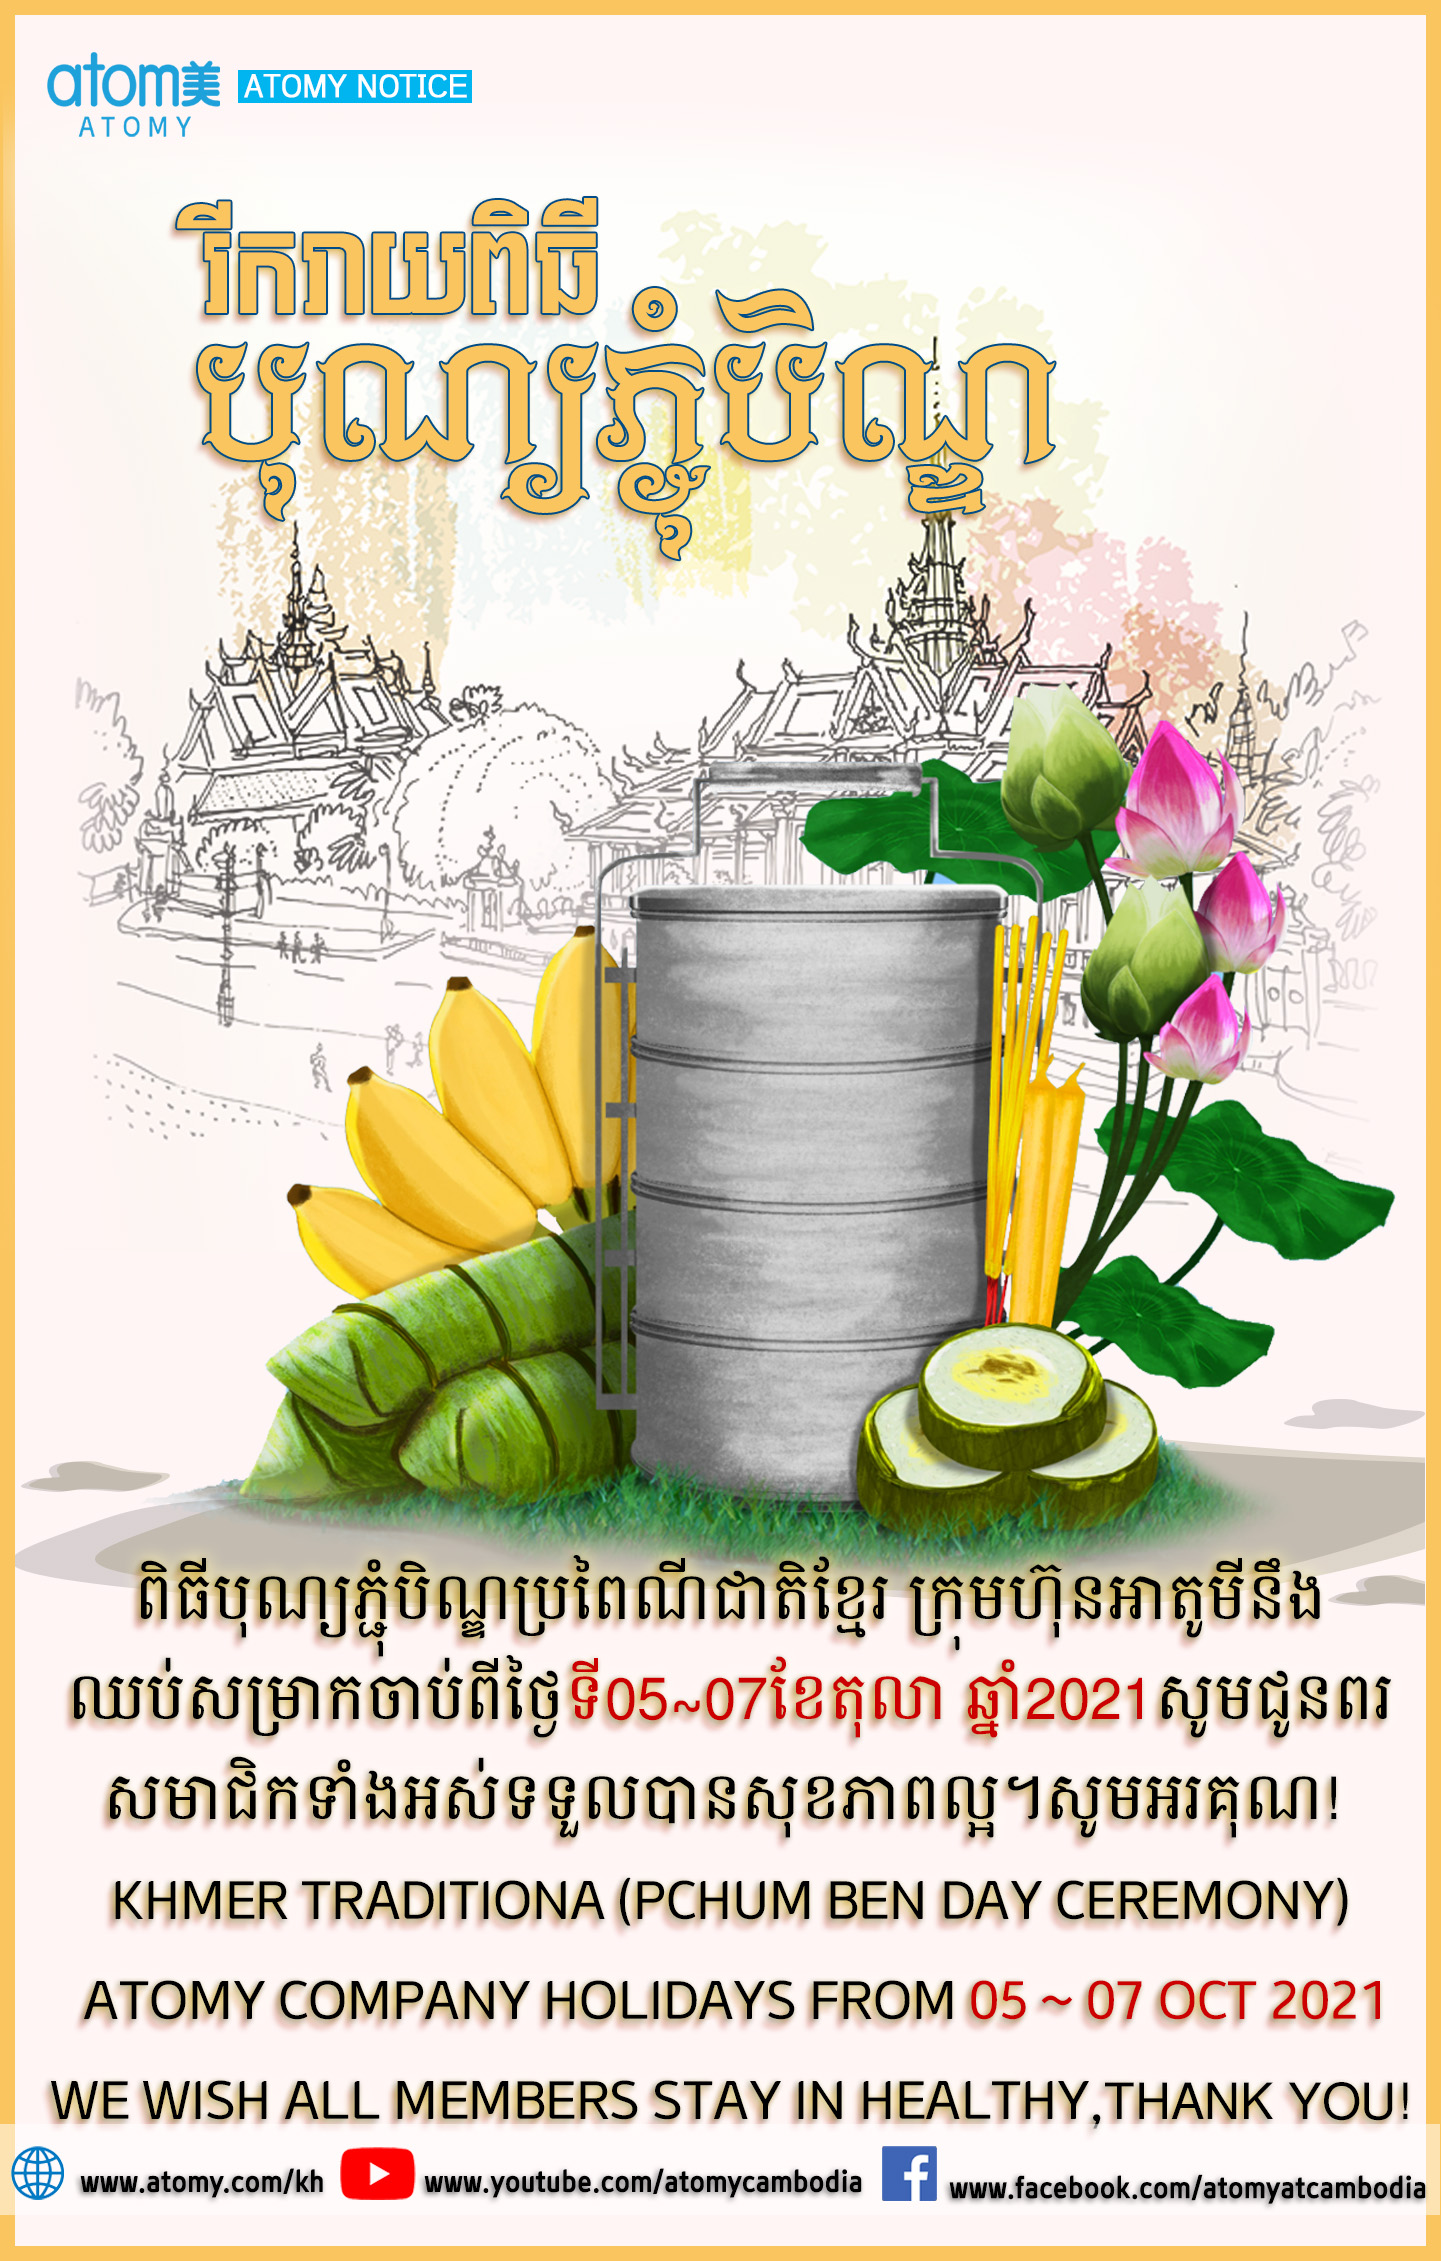 atom美
ATOMY
ATOMY NOTICE
រីករាយពិធី
បុណ្យភ្ជុំបិណ្ឌ
ពិធីបុណ្យភ្ជុំបិណ្ឌប្រពៃណីជាតិខ្មែរ ក្រុមហ៊ុនអាតូមីនឹង
ឈប់សម្រាកចាប់ពីថ្ងៃទី05~07ខែតុលា ឆ្នាំ2021សូមជូនពរ
សមាជិកទាំងអស់ទទួលបានសុខភាពល្អ។សូមអរគុណ!
KHMER TRADITIONA (PCHUM BEN DAY CEREMONY)
ATOMY COMPANY HOLIDAYS FROM 05 ~ 07 OCT 2021
WE WISH ALL MEMBERS STAY IN HEALTHY,THANK YOU!
www.atomy.com/kh www.youtube.com/atomycambodia www.facebook.com/atomyatcambodia